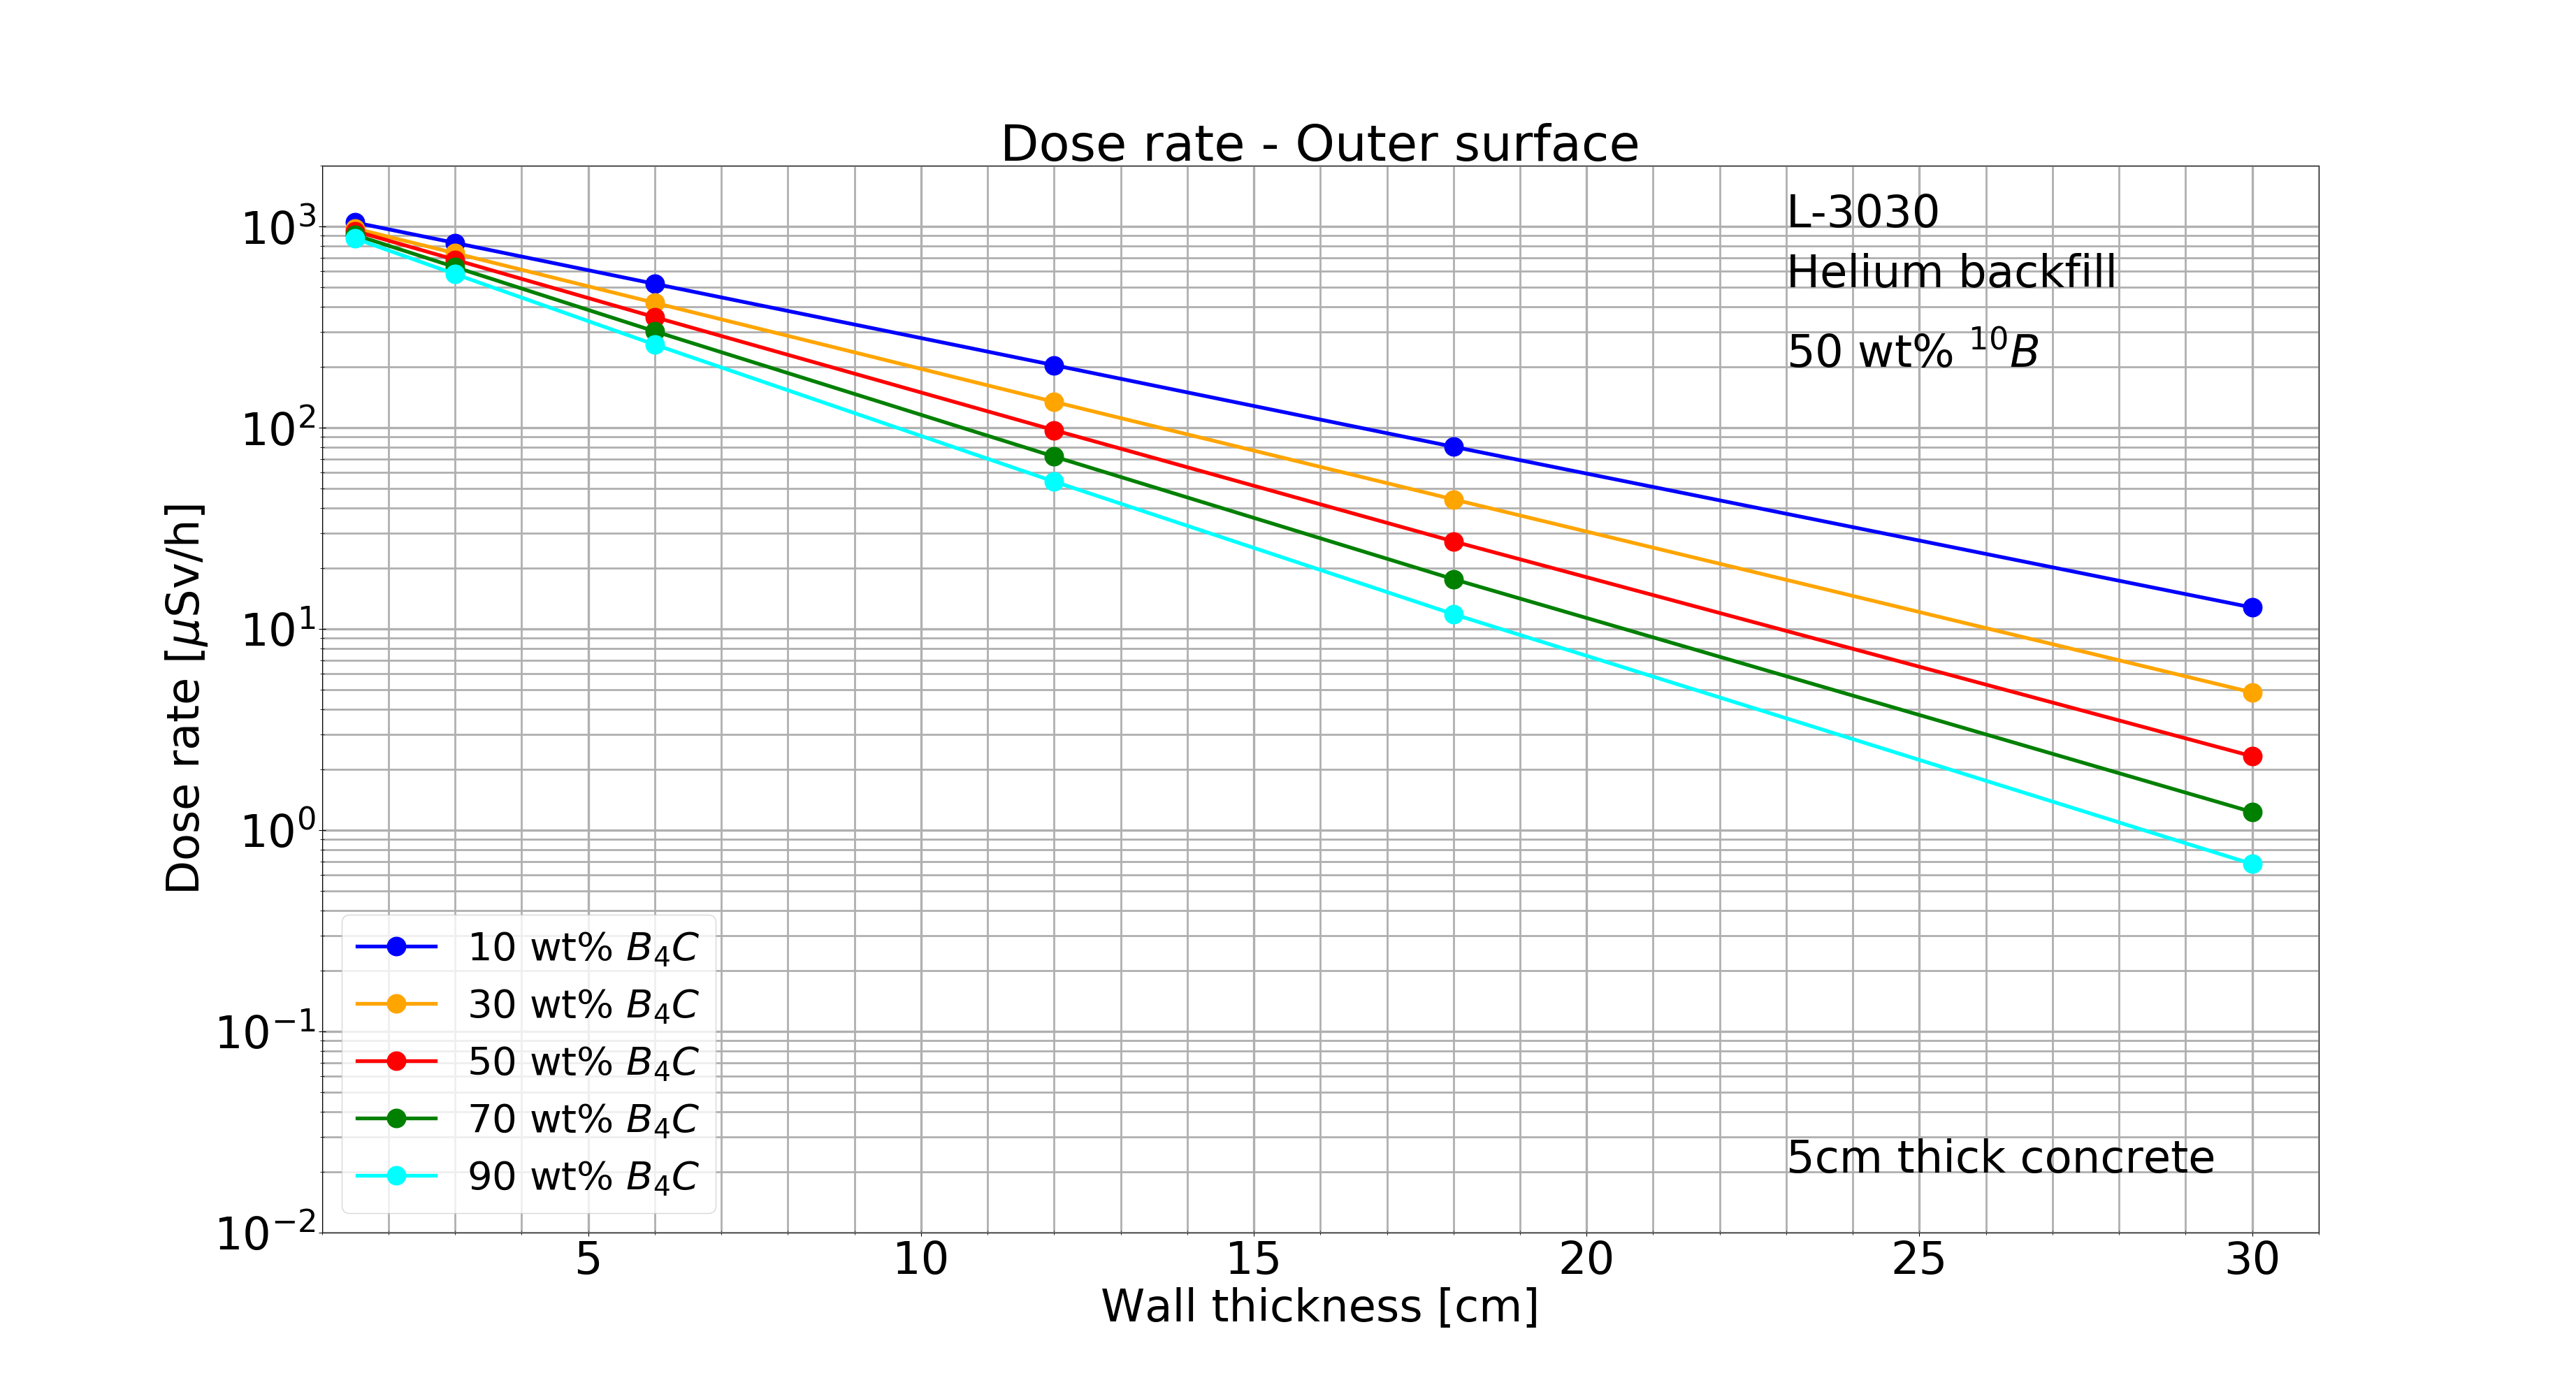 Dose rate - Outer surface
L-3030
Helium backfill
50 wt% ¹⁰B
5cm thick concrete
Dose rate [μSv/h]
10³
10²
10¹
10⁰
10⁻¹
10⁻²
10 wt% B₄C
30 wt% B₄C
50 wt% B₄C
70 wt% B₄C
90 wt% B₄C
5 10 15 20 25 30
Wall thickness [cm]